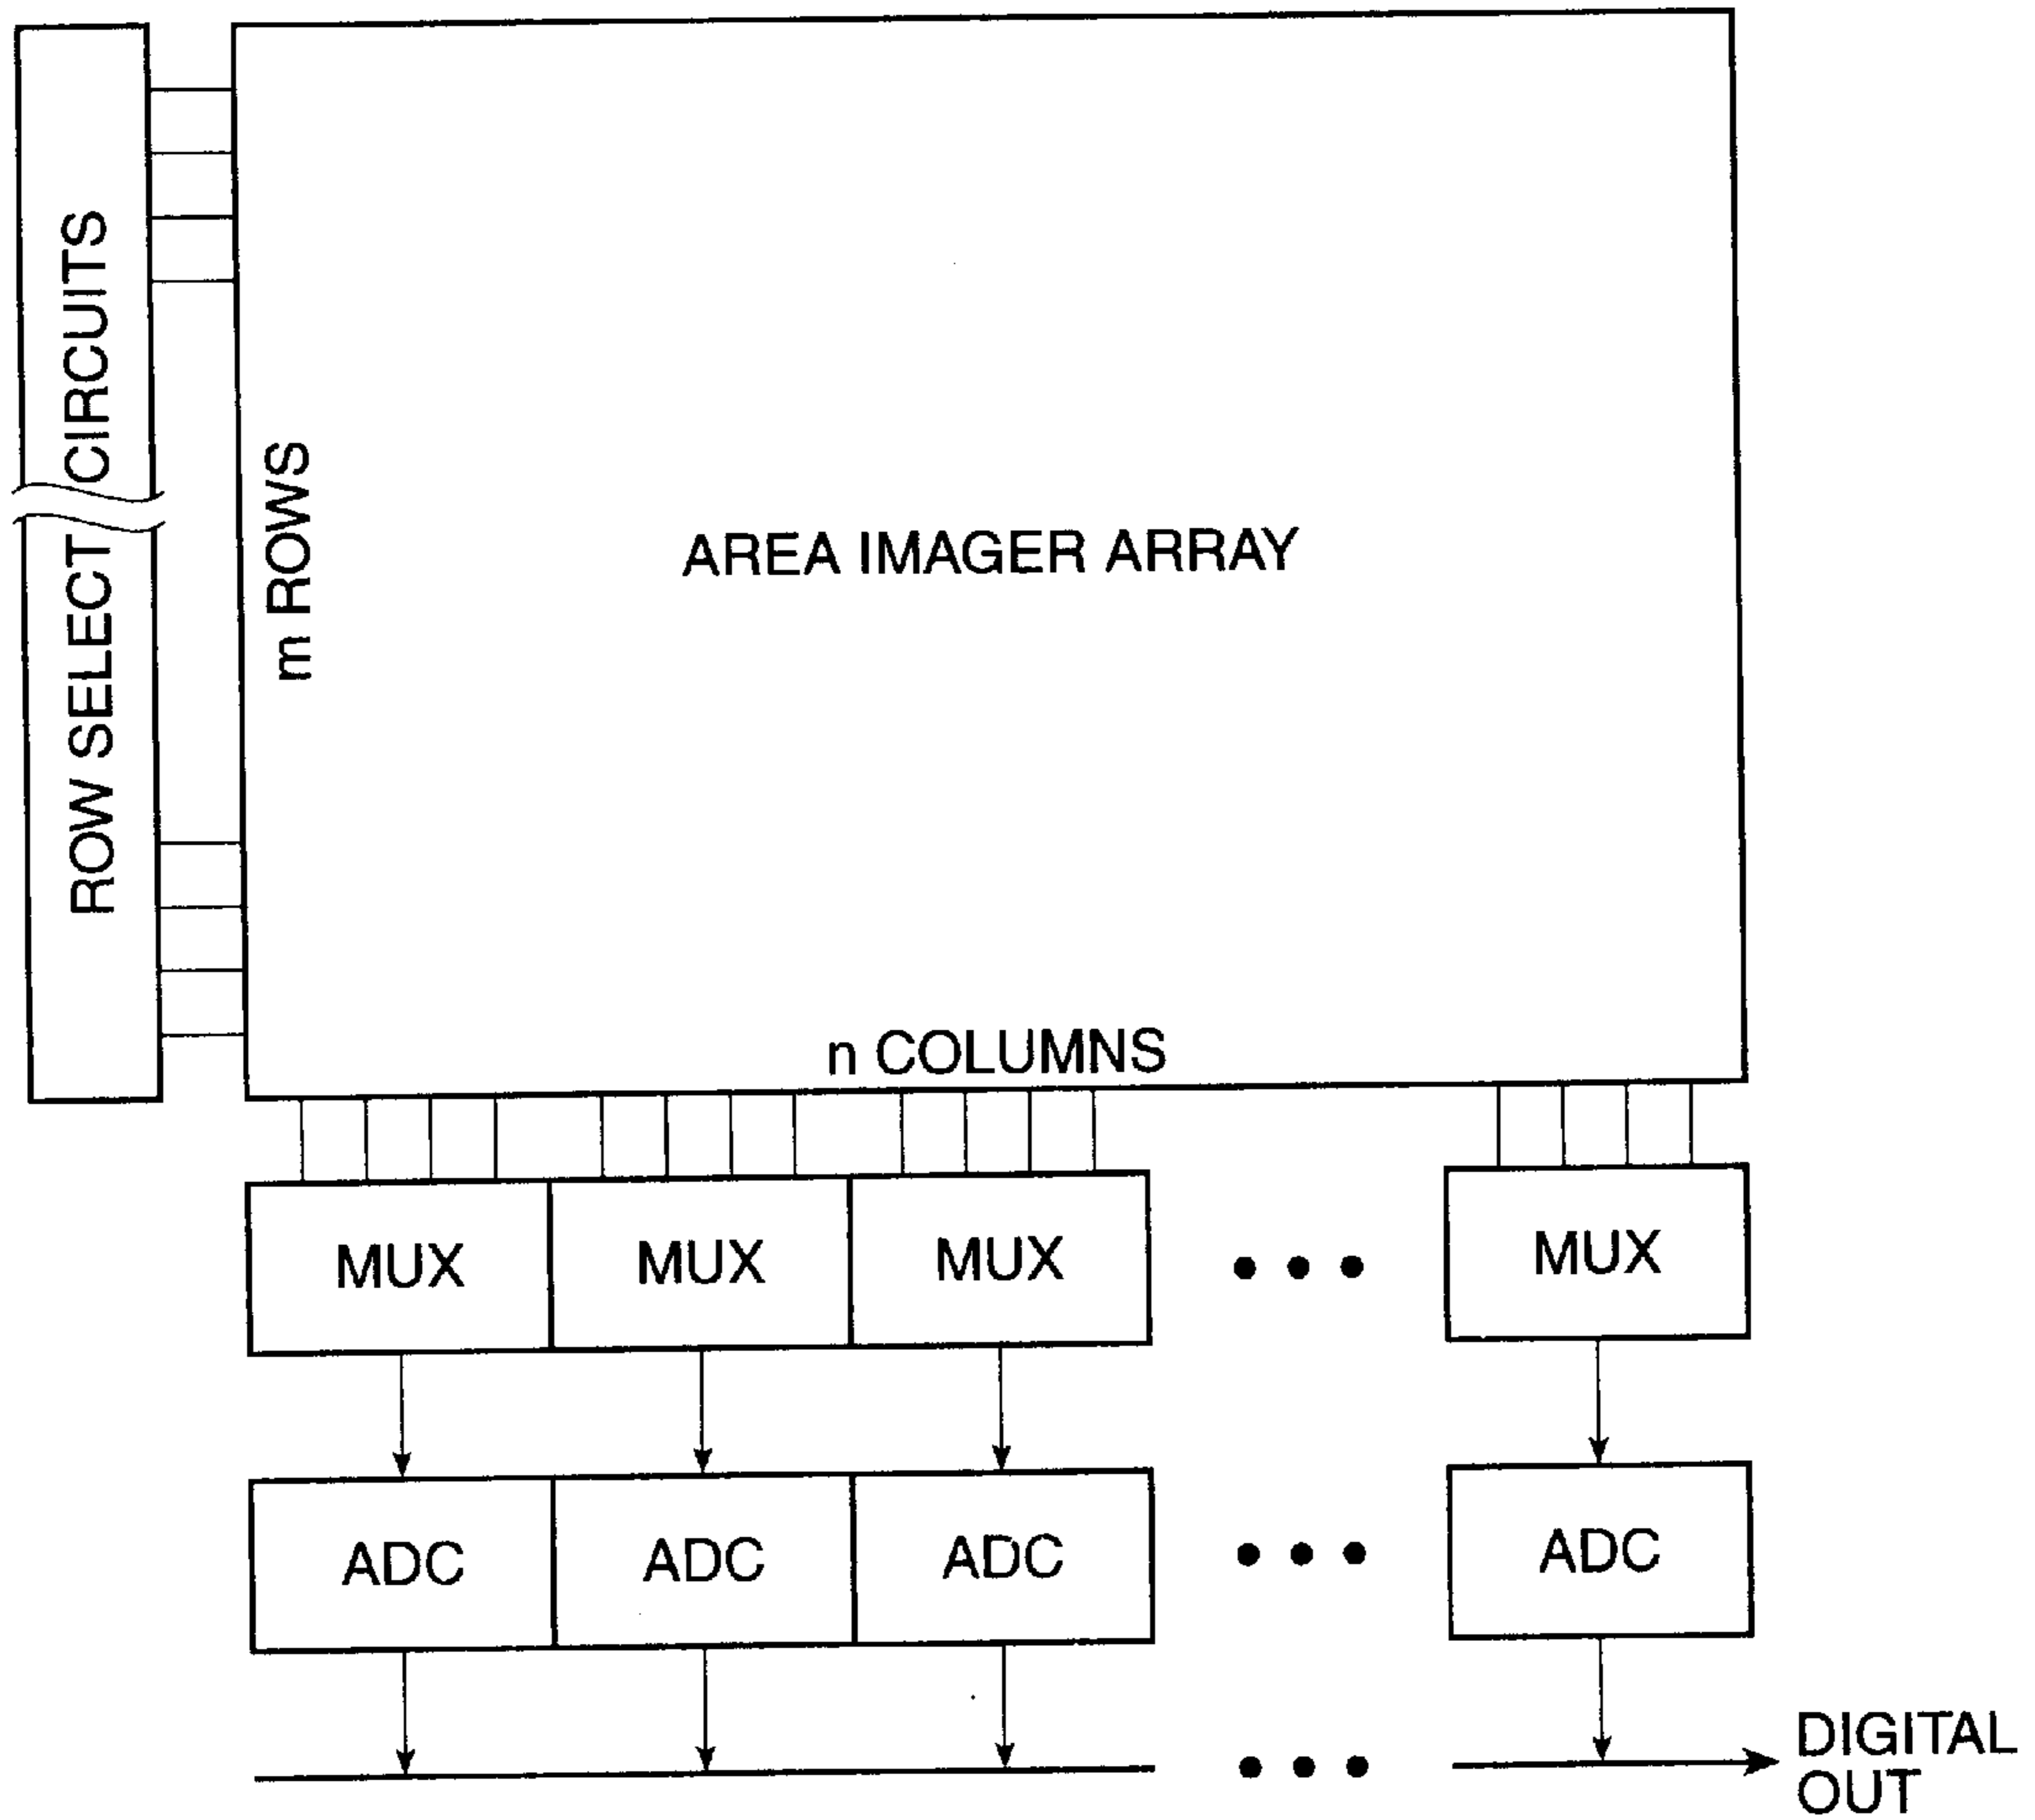 ROW SELECT CIRCUITS
m ROWS
AREA IMAGER ARRAY
n COLUMNS
MUX
MUX
MUX
MUX
ADC
ADC
ADC
ADC
DIGITAL
OUT